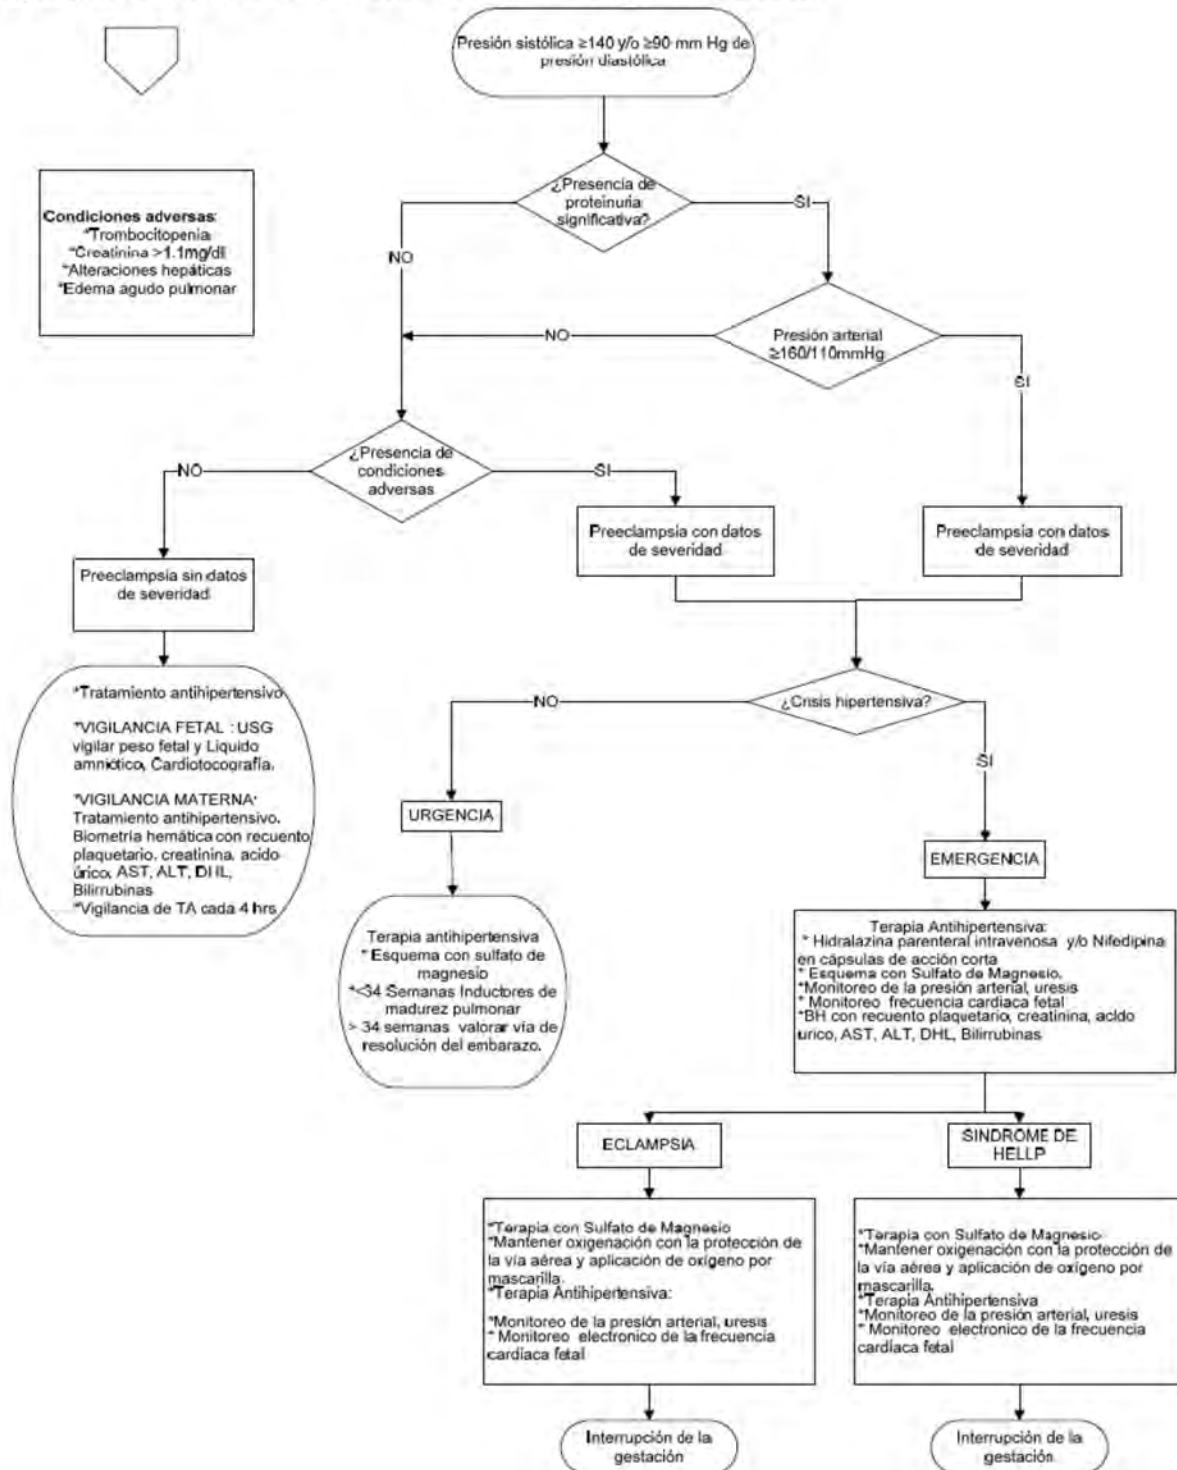 Presión sistólica ≥140 y/o ≥90 mm Hg de
presión diastólica
¿Presencia de
proteinuria
significativa?
SI
NO
Condiciones adversas:
*Trombocitopenia
*Creatinina >1.1mg/dl
*Alteraciones hepáticas
*Edema agudo pulmonar
NO
Presión arterial
≥160/110mmHg
SI
¿Presencia de
condiciones
adversas
NO
SI
Preeclampsia con datos
de severidad
Preeclampsia con datos
de severidad
Preeclampsia sin datos
de severidad
*Tratamiento antihipertensivo
*VIGILANCIA FETAL : USG
vigilar peso fetal y Liquido
amniótico, Cardiotocografía.
*VIGILANCIA MATERNA:
Tratamiento antihipertensivo.
Biometría hemática con recuento
plaquetario, creatinina, acido
úrico, AST, ALT, DHL,
Bilirrubinas
*Vigilancia de TA cada 4 hrs
¿Crisis hipertensiva?
NO
SI
URGENCIA
EMERGENCIA
Terapia antihipertensiva
* Esquema con sulfato de
magnesio
*<34 Semanas Inductores de
madurez pulmonar
> 34 semanas valorar vía de
resolución del embarazo.
Terapia Antihipertensiva:
* Hidralazina parenteral intravenosa y/o Nifedipina
en cápsulas de acción corta
* Esquema con Sulfato de Magnesio.
*Monitoreo de la presión arterial, uresis
* Monitoreo frecuencia cardiaca fetal
*BH con recuento plaquetario, creatinina, acido
urico, AST, ALT, DHL, Bilirrubinas
ECLAMPSIA
SINDROME DE
HELLP
*Terapia con Sulfato de Magnesio
*Mantener oxigenación con la protección de
la vía aérea y aplicación de oxígeno por
mascarilla.
*Terapia Antihipertensiva:
*Monitoreo de la presión arterial, uresis
* Monitoreo electronico de la frecuencia
cardíaca fetal
*Terapia con Sulfato de Magnesio
*Mantener oxigenación con la protección de
la vía aérea y aplicación de oxígeno por
mascarilla.
*Terapia Antihipertensiva
*Monitoreo de la presión arterial, uresis
* Monitoreo electronico de la frecuencia
cardíaca fetal
Interrupción de la
gestación
Interrupción de la
gestación